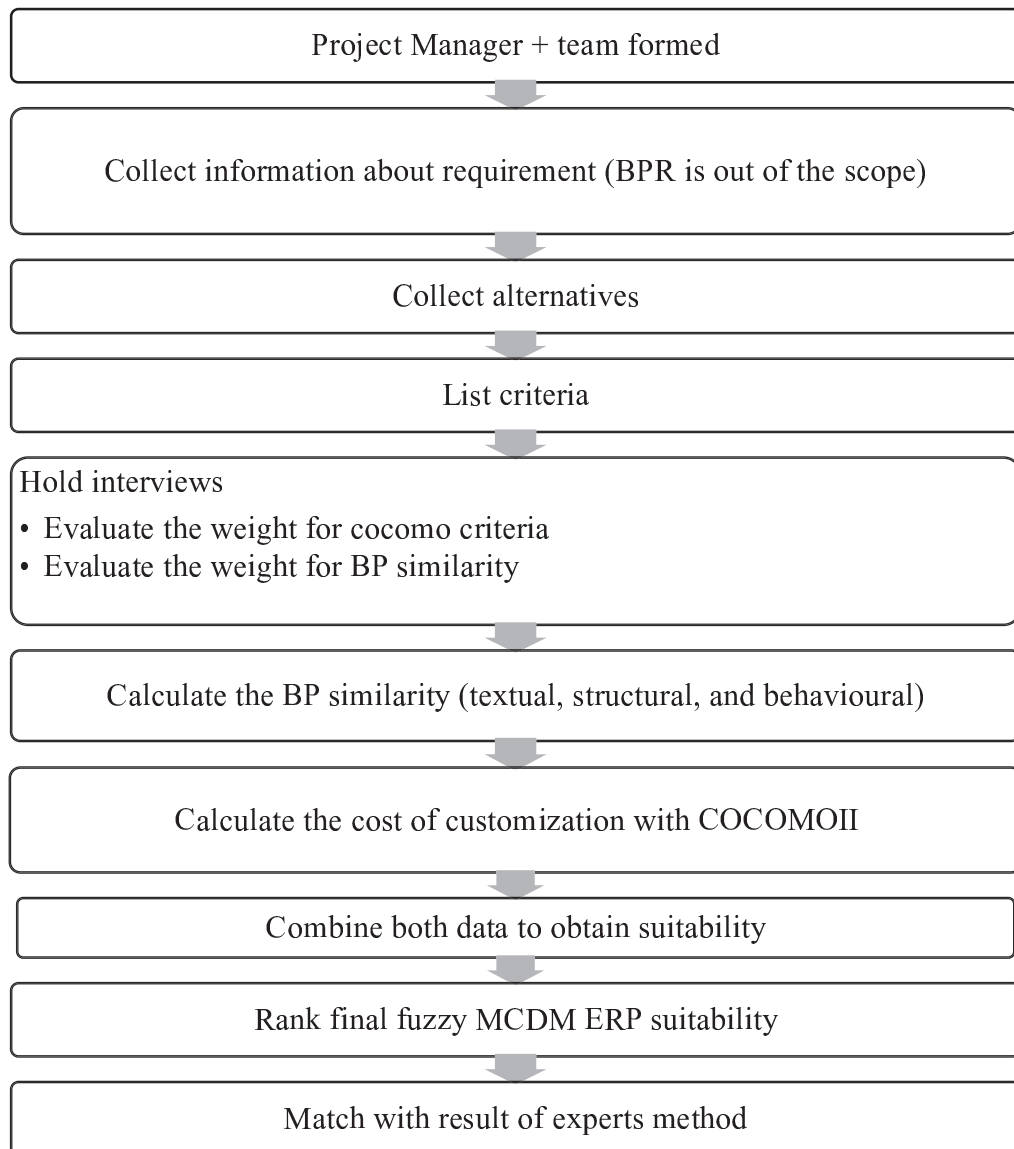 Project Manager + team formed
Collect information about requirement (BPR is out of the scope)
Collect alternatives
List criteria
Hold interviews
• Evaluate the weight for cocomo criteria
• Evaluate the weight for BP similarity
Calculate the BP similarity (textual, structural, and behavioural)
Calculate the cost of customization with COCOMOII
Combine both data to obtain suitability
Rank final fuzzy MCDM ERP suitability
Match with result of experts method